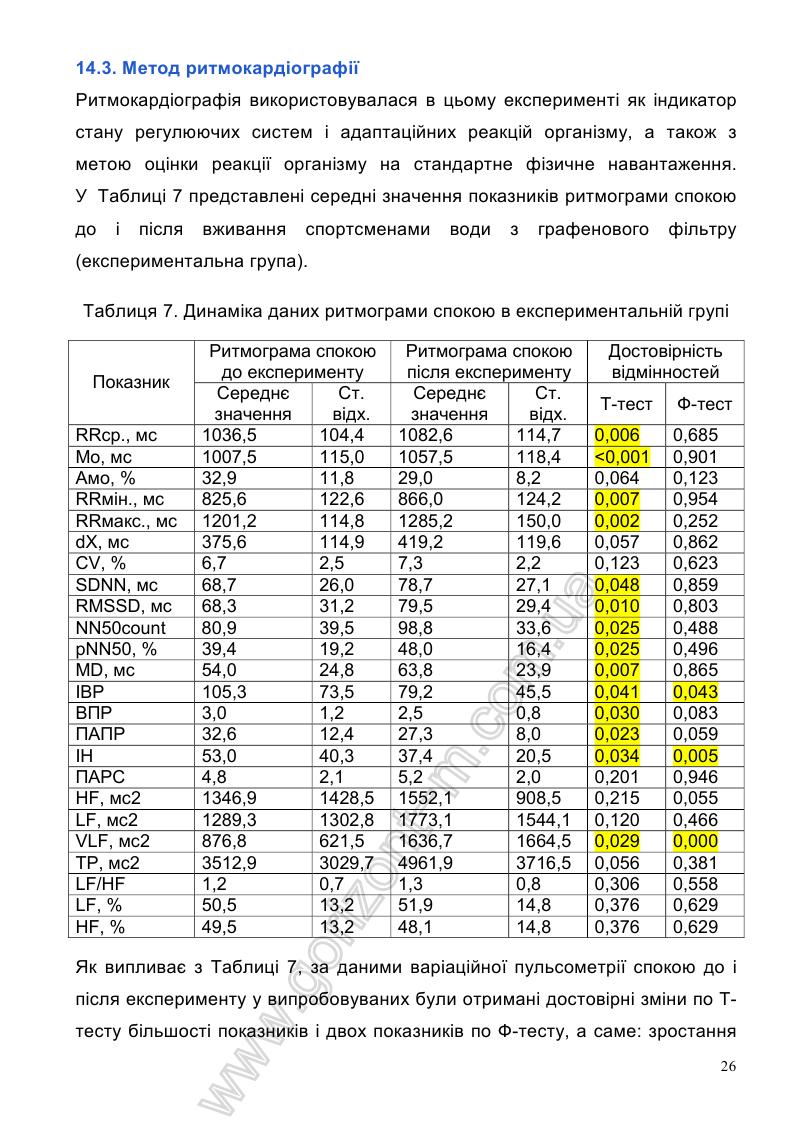 14.3. Метод ритмокардіографії
Ритмокардіографія використовувалася в цьому експерименті як індикатор
стану регулюючих систем і адаптаційних реакцій організму, а також з
метою оцінки реакції організму на стандартне фізичне навантаження.
У Таблиці 7 представлені середні значення показників ритмограми спокою
до і після вживання спортсменами води з графенового фільтру
(експериментальна група).
Таблиця 7. Динаміка даних ритмограми спокою в експериментальній групі
Показник Ритмограма спокою до експерименту Ритмограма спокою після експерименту Достовірність відмінностей
Середнє значення Ст. відх. Середнє значення Ст. відх. Т-тест Ф-тест
RRср., мс 1036,5 104,4 1082,6 114,7 0,006 0,685
Мо, мс 1007,5 115,0 1057,5 118,4 <0,001 0,901
Амо, % 32,9 11,8 29,0 8,2 0,064 0,123
RRмін., мс 825,6 122,6 866,0 124,2 0,007 0,954
RRмакс., мс 1201,2 114,8 1285,2 150,0 0,002 0,252
dX, мс 375,6 114,9 419,2 119,6 0,057 0,862
CV, % 6,7 2,5 7,3 2,2 0,123 0,623
SDNN, мс 68,7 26,0 78,7 27,1 0,048 0,859
RMSSD, мс 68,3 31,2 79,5 29,4 0,010 0,803
NN50count 80,9 39,5 98,8 33,6 0,025 0,488
pNN50, % 39,4 19,2 48,0 16,4 0,025 0,496
MD, мс 54,0 24,8 63,8 23,9 0,007 0,865
ІВР 105,3 73,5 79,2 45,5 0,041 0,043
ВПР 3,0 1,2 2,5 0,8 0,030 0,083
ПАПР 32,6 12,4 27,3 8,0 0,023 0,059
ІН 53,0 40,3 37,4 20,5 0,034 0,005
ПАРС 4,8 2,1 5,2 2,0 0,201 0,946
HF, мс2 1346,9 1428,5 1552,1 908,5 0,215 0,055
LF, мс2 1289,3 1302,8 1773,1 1544,1 0,120 0,466
VLF, мс2 876,8 621,5 1636,7 1664,5 0,029 0,000
TP, мс2 3512,9 3029,7 4961,9 3716,5 0,056 0,381
LF/HF 1,2 0,7 1,3 0,8 0,306 0,558
LF, % 50,5 13,2 51,9 14,8 0,376 0,629
HF, % 49,5 13,2 48,1 14,8 0,376 0,629
Як випливає з Таблиці 7, за даними варіаційної пульсометрії спокою до і
після експерименту у випробовуваних були отримані достовірні зміни по Т-
тесту більшості показників і двох показників по Ф-тесту, а саме: зростання
26